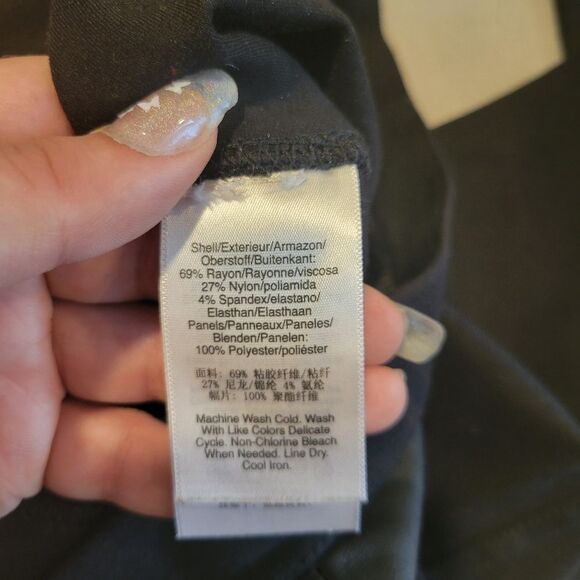 Shell/Exterieur/Armazon/
Oberstoff/Buitenkant:
69% Rayon/Rayonne/viscosa
27% Nylon/poliamida
4% Spandex/elastano/
Elasthan/Elasthaan
Panels/Panneaux/Paneles/
Blenden/Panelen:
100% Polyester/poliéster
面料: 69% 粘胶纤维/粘纤
27% 尼龙/锦纶 4% 氨纶
幅片: 100% 聚酯纤维
Machine Wash Cold. Wash
With Like Colors Delicate
Cycle. Non-Chlorine Bleach
When Needed. Line Dry.
Cool Iron.